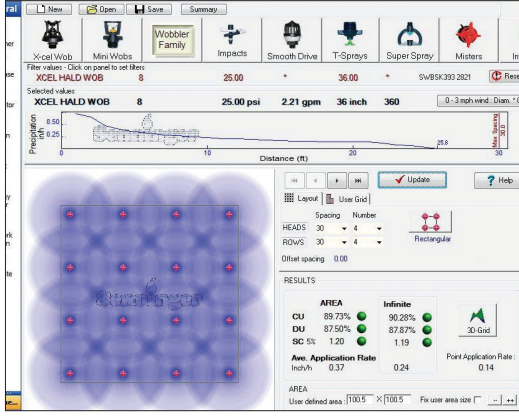 ral
New Open Save Summary
X-cel Wob Mini Wobs Wobbler Family Impacts Smooth Drive T-Sprays Super Spray Misters
Filter values - Click on panel to set filters
XCEL HALD WOB 8 25.00 * 36.00 * SWBSK393 2821 Rese
Selected values
XCEL HALD WOB 8 25.00 psi 2.21 gpm 36 inch 360 0 - 3 mph wind : Diam. * 0
Precipitation in/h
0.50
0.25
Senninger
25.8
Max Spacing 30.0
0 10 20 30
Distance (ft)
Update ? Help
Layout User Grid
Spacing Number
HEADS 30 4
ROWS 30 4
Rectangular
Offset spacing 0.00
Senninger
RESULTS
AREA Infinite
CU 89.73% 90.28%
DU 87.50% 87.87%
SC 5% 1.20 1.19
3D-Grid
Ave. Application Rate
Inch/h 0.37 0.24
Point Application Rate :
0.14
AREA
User defined area : 100.5 X 100.5 Fix user area size -- ++